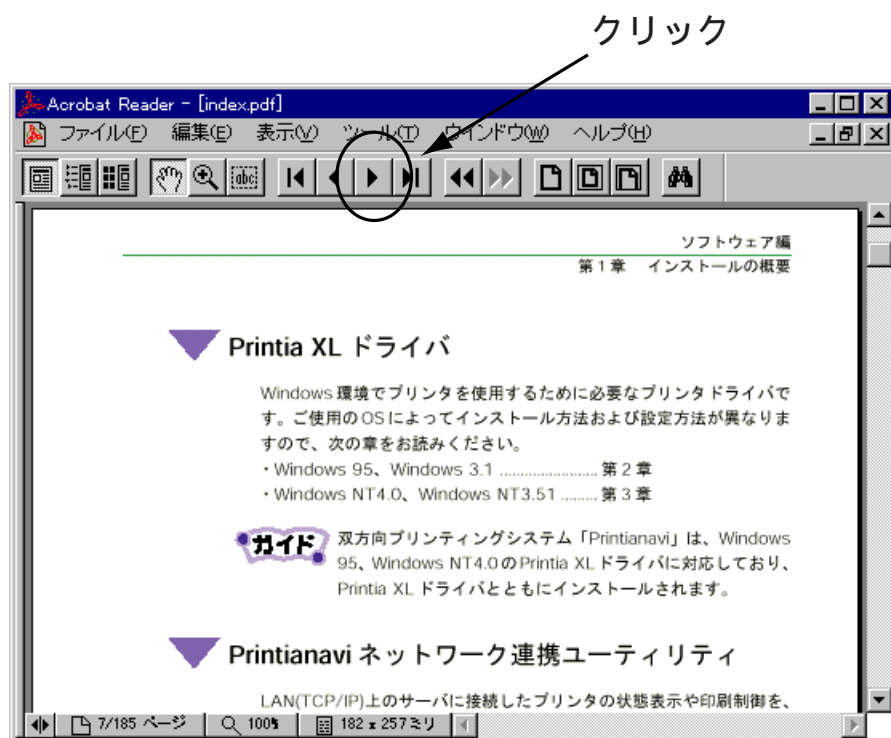 クリック
Acrobat Reader - [index.pdf]
ファイル(F) 編集(E) 表示(V) ツール(T) ウインドウ(W) ヘルプ(H)
abc
ソフトウェア編
第1章 インストールの概要
Printia XL ドライバ
Windows 環境でプリンタを使用するために必要なプリンタドライバで
す。ご使用のOSによってインストール方法および設定方法が異なりま
すので、次の章をお読みください。
・Windows 95、Windows 3.1 ........................ 第2章
・Windows NT4.0、Windows NT3.51 ......... 第3章
ガイド
双方向プリンティングシステム「Printianavi」は、Windows
95、Windows NT4.0のPrintia XLドライバに対応しており、
Printia XL ドライバとともにインストールされます。
Printianavi ネットワーク連携ユーティリティ
LAN(TCP/IP)上のサーバに接続したプリンタの状態表示や印刷制御を、
7/185 ページ 100% 182 x 257ミリ